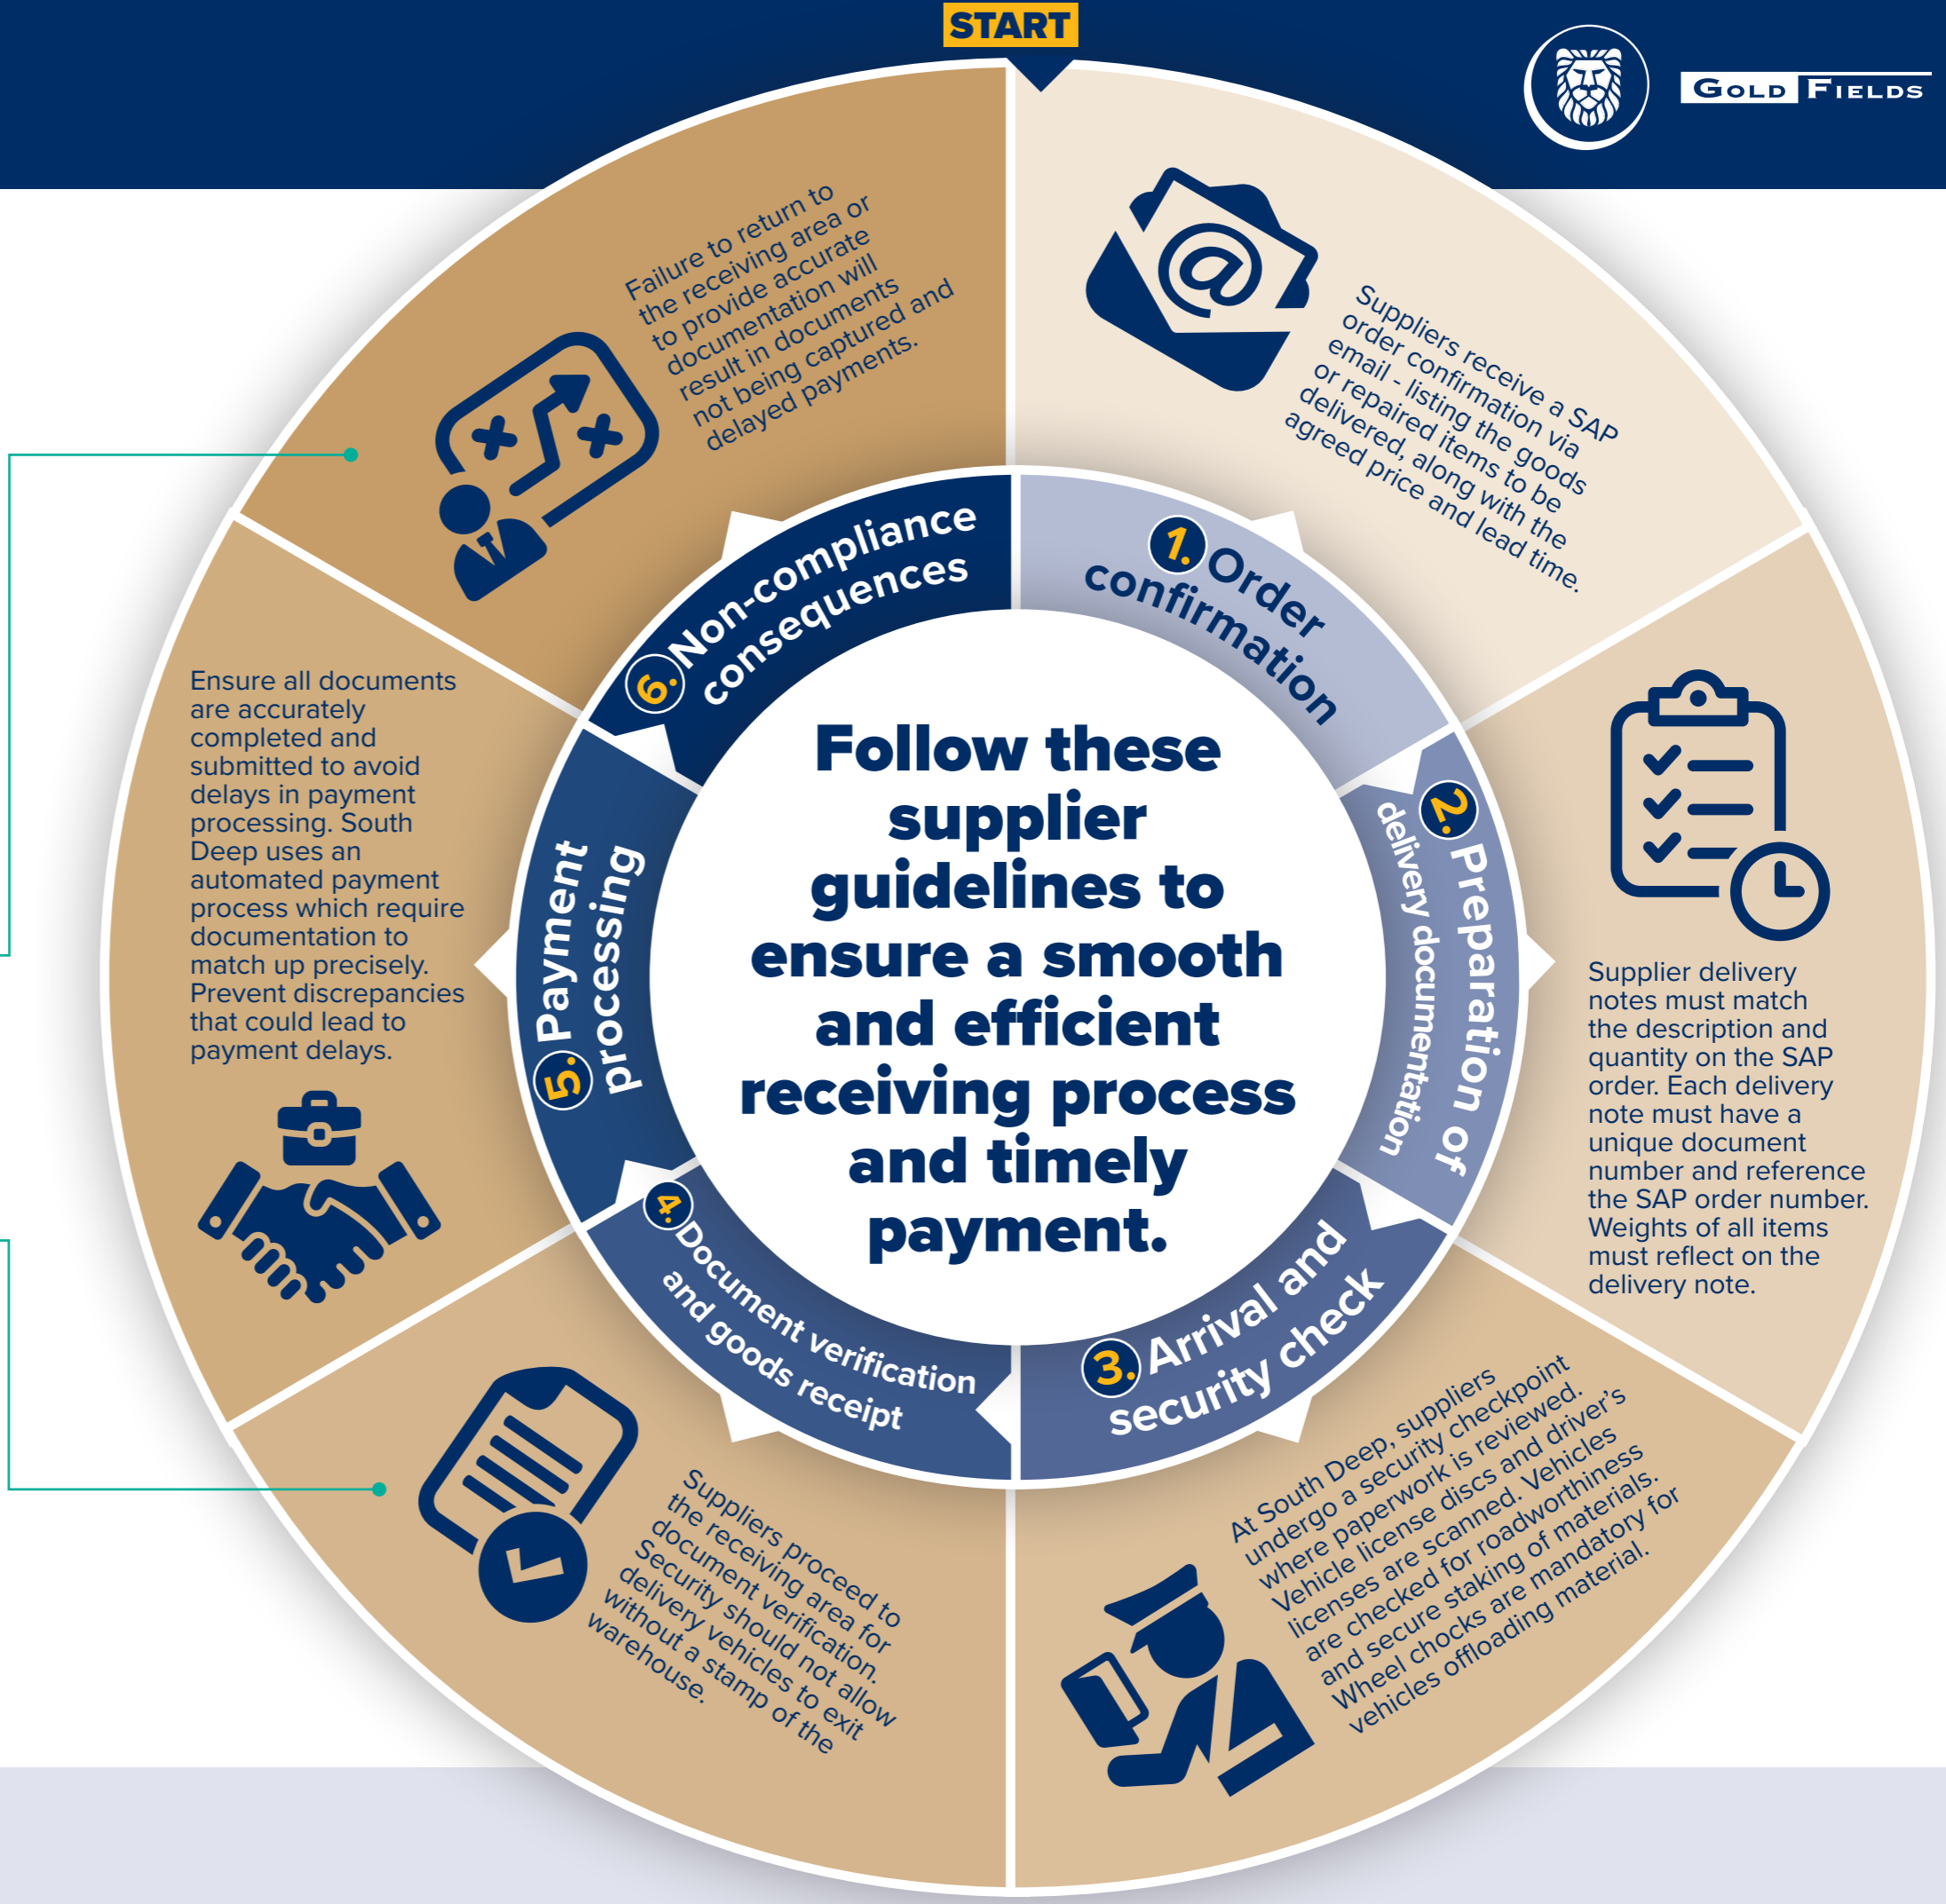 START
GOLD FIELDS
Suppliers receive a SAP
order confirmation via
email - listing the goods
or repaired items to be
delivered, along with the
agreed price and lead time.
1. Order
confirmation
2. Preparation of
delivery documentation
Supplier delivery
notes must match
the description and
quantity on the SAP
order. Each delivery
note must have a
unique document
number and reference
the SAP order number.
Weights of all items
must reflect on the
delivery note.
3. Arrival and
security check
At South Deep, suppliers
undergo a security checkpoint
where paperwork is reviewed.
Vehicle license discs and driver’s
licenses are scanned. Vehicles
are checked for roadworthiness
and secure staking of materials.
Wheel chocks are mandatory for
vehicles offloading material.
4. Document verification
and goods receipt
Suppliers proceed to
the receiving area for
document verification.
Security should not allow
delivery vehicles to exit
without a stamp of the
warehouse.
5. Payment
processing
Ensure all documents
are accurately
completed and
submitted to avoid
delays in payment
processing. South
Deep uses an
automated payment
process which require
documentation to
match up precisely.
Prevent discrepancies
that could lead to
payment delays.
6. Non-compliance
consequences
Failure to return to
the receiving area or
to provide accurate
documentation will
result in documents
not being captured and
delayed payments.
Follow these
supplier
guidelines to
ensure a smooth
and efficient
receiving process
and timely
payment.